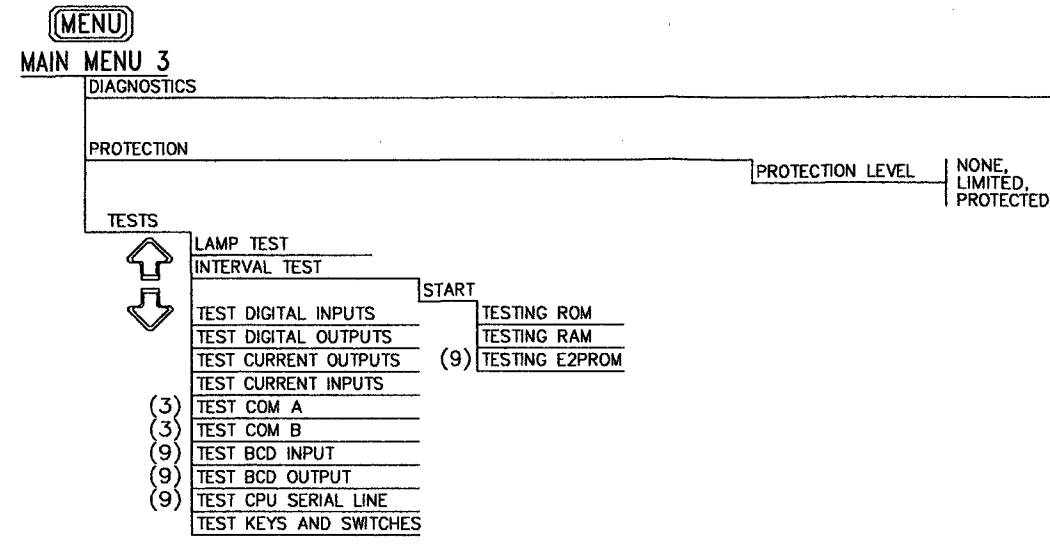 MENU
MAIN MENU 3
DIAGNOSTICS
PROTECTION
PROTECTION LEVEL
NONE,
LIMITED,
PROTECTED
TESTS
LAMP TEST
INTERVAL TEST
START
TEST DIGITAL INPUTS
TESTING ROM
TEST DIGITAL OUTPUTS
TESTING RAM
TEST CURRENT OUTPUTS
(9) TESTING E2PROM
TEST CURRENT INPUTS
(3) TEST COM A
(3) TEST COM B
(9) TEST BCD INPUT
(9) TEST BCD OUTPUT
(9) TEST CPU SERIAL LINE
TEST KEYS AND SWITCHES